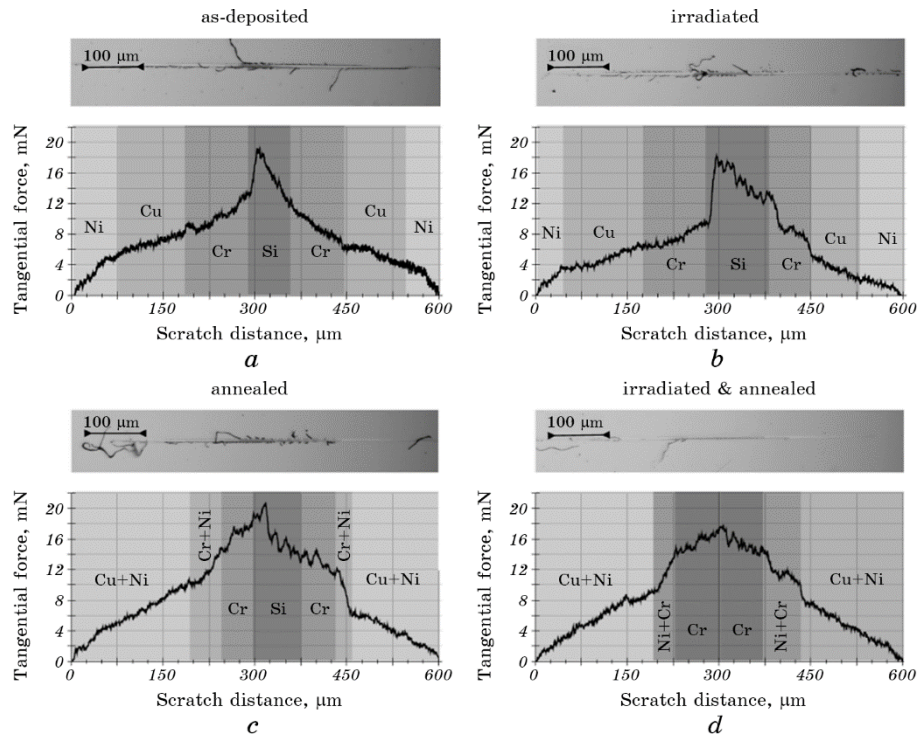 as-deposited
100 µm
Tangential force, mN
20
16
12
8
4
0
Ni
Cu
Cr
Si
Cr
Cu
Ni
0 150 300 450 600
Scratch distance, µm
a
irradiated
100 µm
Tangential force, mN
20
16
12
8
4
0
Ni
Cu
Cr
Si
Cr
Cu
Ni
0 150 300 450 600
Scratch distance, µm
b
annealed
100 µm
Tangential force, mN
20
16
12
8
4
0
Cu+Ni
Cr+Ni
Cr
Si
Cr
Cr+Ni
Cu+Ni
0 150 300 450 600
Scratch distance, µm
c
irradiated & annealed
100 µm
Tangential force, mN
20
16
12
8
4
0
Cu+Ni
Ni+Cr
Cr
Cr
Ni+Cr
Cu+Ni
0 150 300 450 600
Scratch distance, µm
d